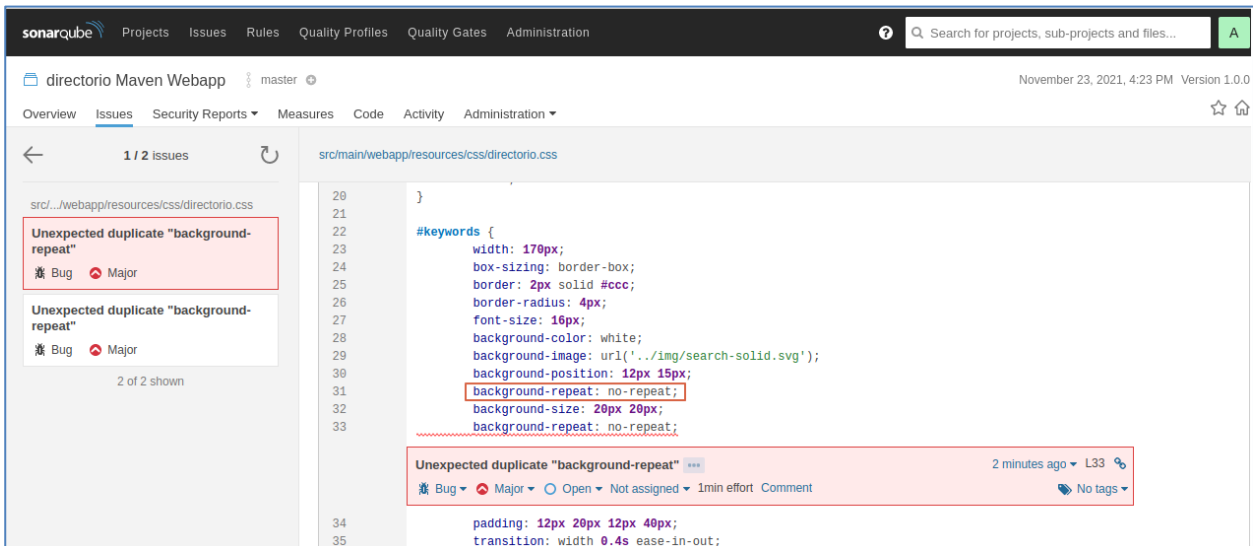 sonarqube Projects Issues Rules Quality Profiles Quality Gates Administration ? Search for projects, sub-projects and files... A
directorio Maven Webapp master November 23, 2021, 4:23 PM Version 1.0.0
Overview Issues Security Reports Measures Code Activity Administration
1 / 2 issues
src/.../webapp/resources/css/directorio.css
Unexpected duplicate "background-
repeat"
Bug Major
Unexpected duplicate "background-
repeat"
Bug Major
2 of 2 shown
src/main/webapp/resources/css/directorio.css
20 }
21
22 #keywords {
23 width: 170px;
24 box-sizing: border-box;
25 border: 2px solid #ccc;
26 border-radius: 4px;
27 font-size: 16px;
28 background-color: white;
29 background-image: url('../img/search-solid.svg');
30 background-position: 12px 15px;
31 background-repeat: no-repeat;
32 background-size: 20px 20px;
33 background-repeat: no-repeat;
Unexpected duplicate "background-repeat" ... 2 minutes ago L33
Bug Major Open Not assigned 1min effort Comment No tags
34 padding: 12px 20px 12px 40px;
35 transition: width 0.4s ease-in-out;